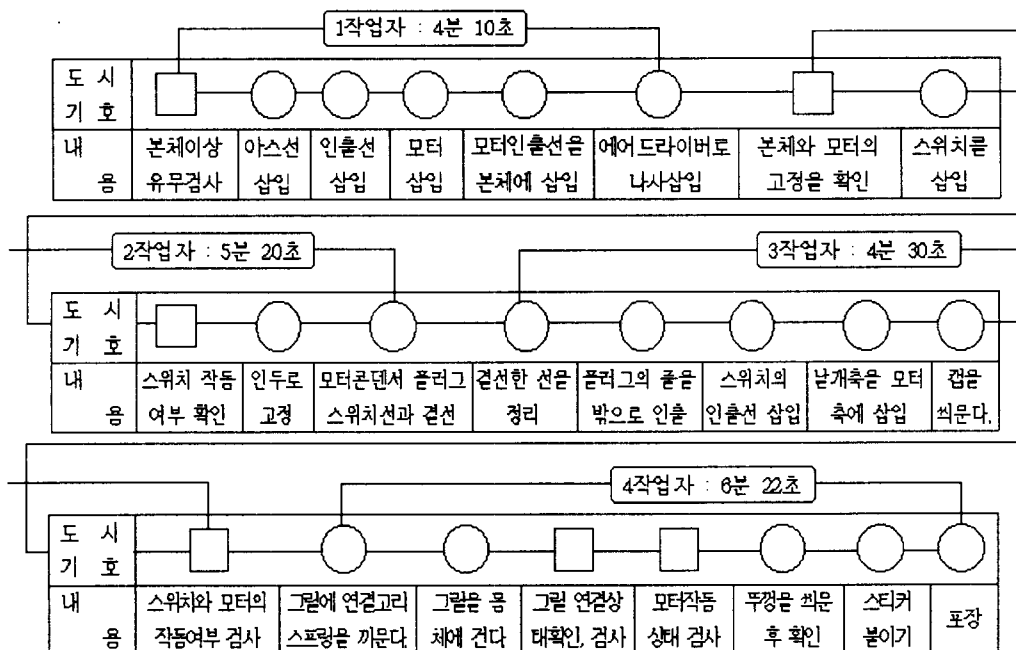 1작업자 : 4분 10초
도 시
기 호
내
용
본체이상
유무검사
아스선
삽입
인출선
삽입
모터
삽입
모터인출선을
본체에 삽입
에어드라이버로
나사삽입
본체와 모터의
고정을 확인
스위치를
삽입
2작업자 : 5분 20초
3작업자 : 4분 30초
도 시
기 호
내
용
스위치 작동
여부 확인
인두로
고정
모터콘덴서 플러그
스위치선과 결선
결선한 선을
정리
플러그의 줄을
밖으로 인출
스위치의
인출선 삽입
날개축을 모터
축에 삽입
캡을
씌운다.
4작업자 : 6분 22초
도 시
기 호
내
용
스위치와 모터의
작동여부 검사
그릴에 연결고리
스프링을 끼운다.
그릴을 몸
체에 건다
그릴 연결상
태확인, 검사
모터작동
상태 검사
뚜껑을 씌운
후 확인
스티커
붙이기
포장